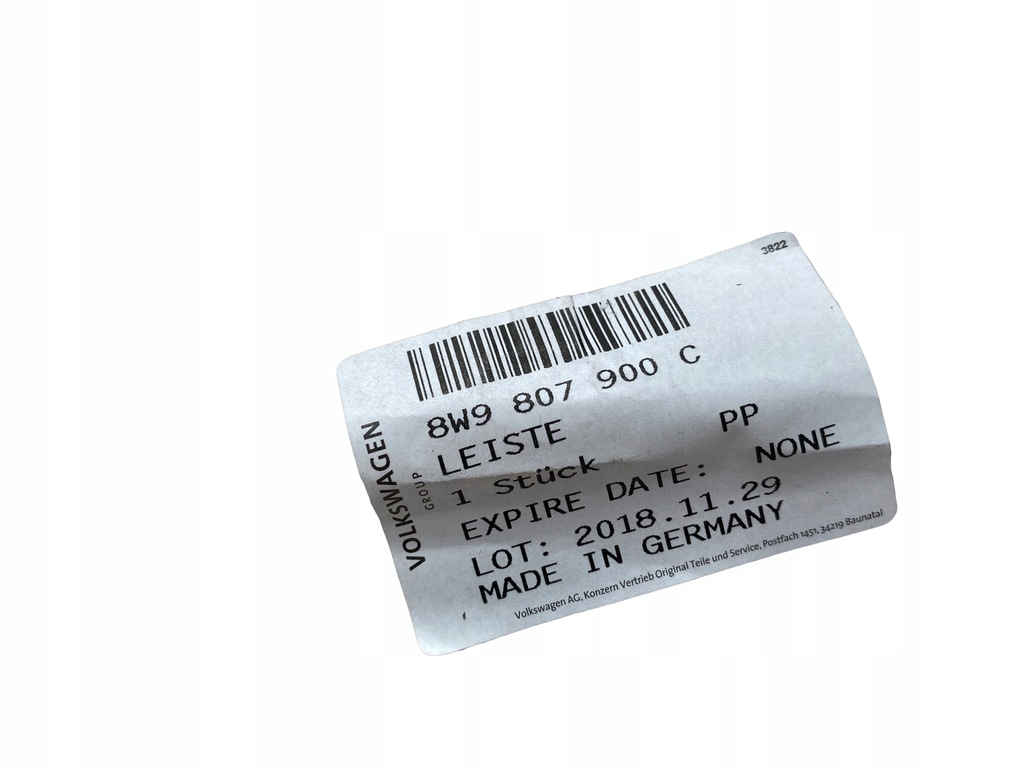 3822
8W9 807 900 C
LEISTE PP
1 Stück
EXPIRE DATE: NONE
LOT: 2018.11.29
MADE IN GERMANY
Volkswagen AG, Konzern Vertrieb Original Teile und Service, Postfach 1451, 34219 Baunatal
VOLKSWAGEN
GROUP